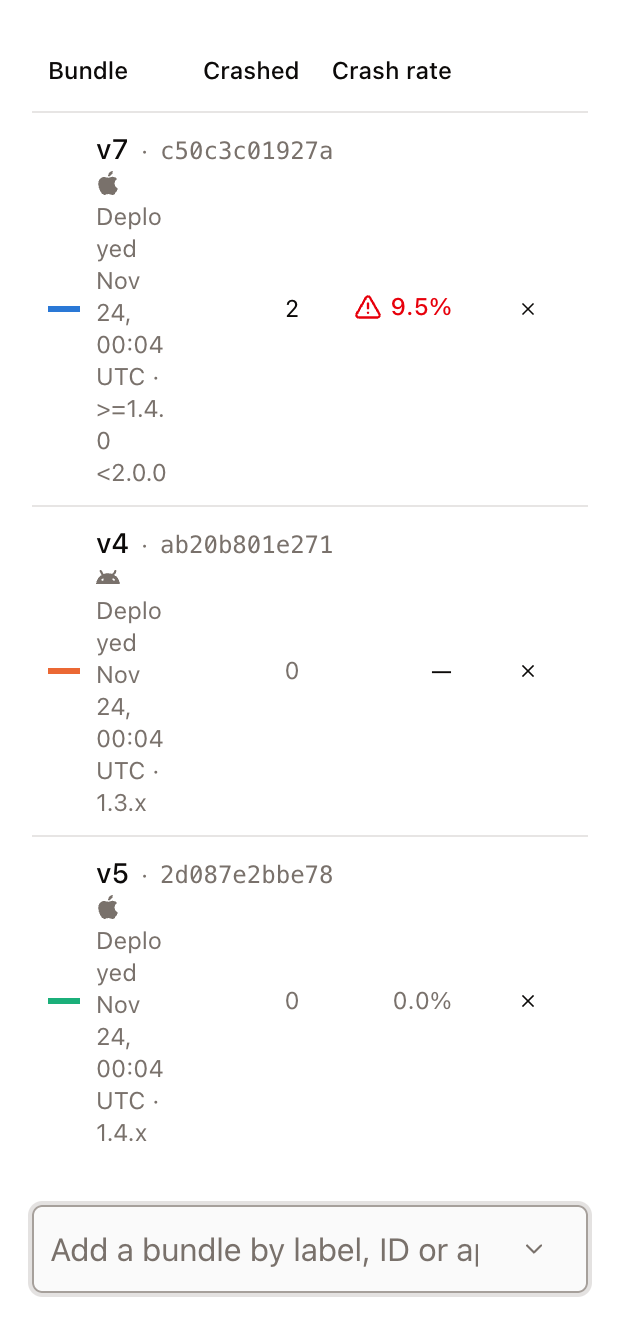 Bundle Crashed Crash rate
v7 · c50c3c01927a
Deplo
yed
Nov
24,
00:04
UTC ·
>=1.4.
0
<2.0.0
2 9.5% ×
v4 · ab20b801e271
Deplo
yed
Nov
24,
00:04
UTC ·
1.3.x
0 — ×
v5 · 2d087e2bbe78
Deplo
yed
Nov
24,
00:04
UTC ·
1.4.x
0 0.0% ×
Add a bundle by label, ID or